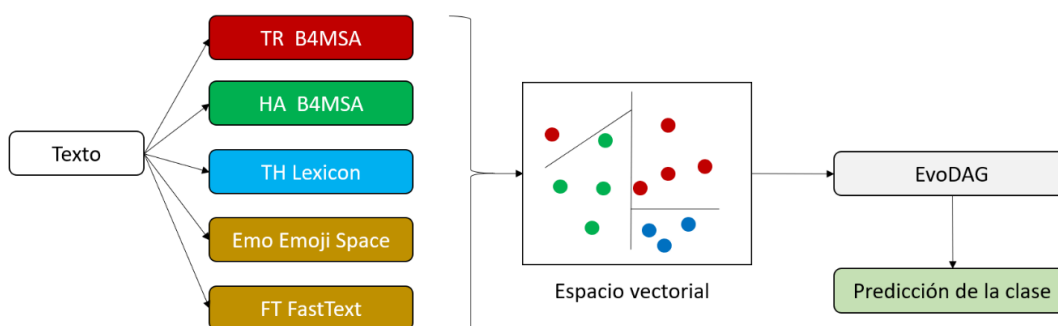 TR B4MSA
HA B4MSA
Texto
TH Lexicon
Emo Emoji Space
FT FastText
Espacio vectorial
EvoDAG
Predicción de la clase